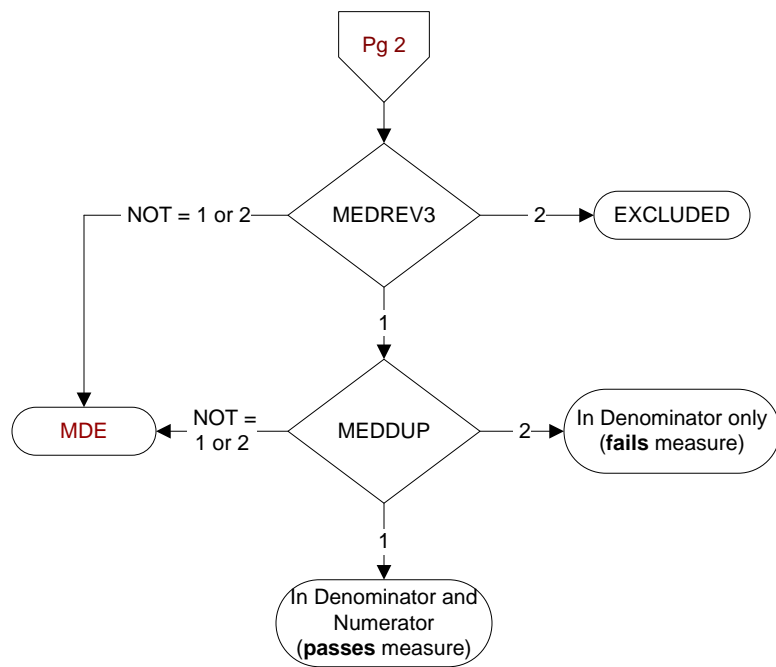 Pg 2
NOT = 1 or 2
MEDREV3
2
EXCLUDED
1
MDE
NOT =
1 or 2
MEDDUP
2
In Denominator only
(fails measure)
1
In Denominator and
Numerator
(passes measure)